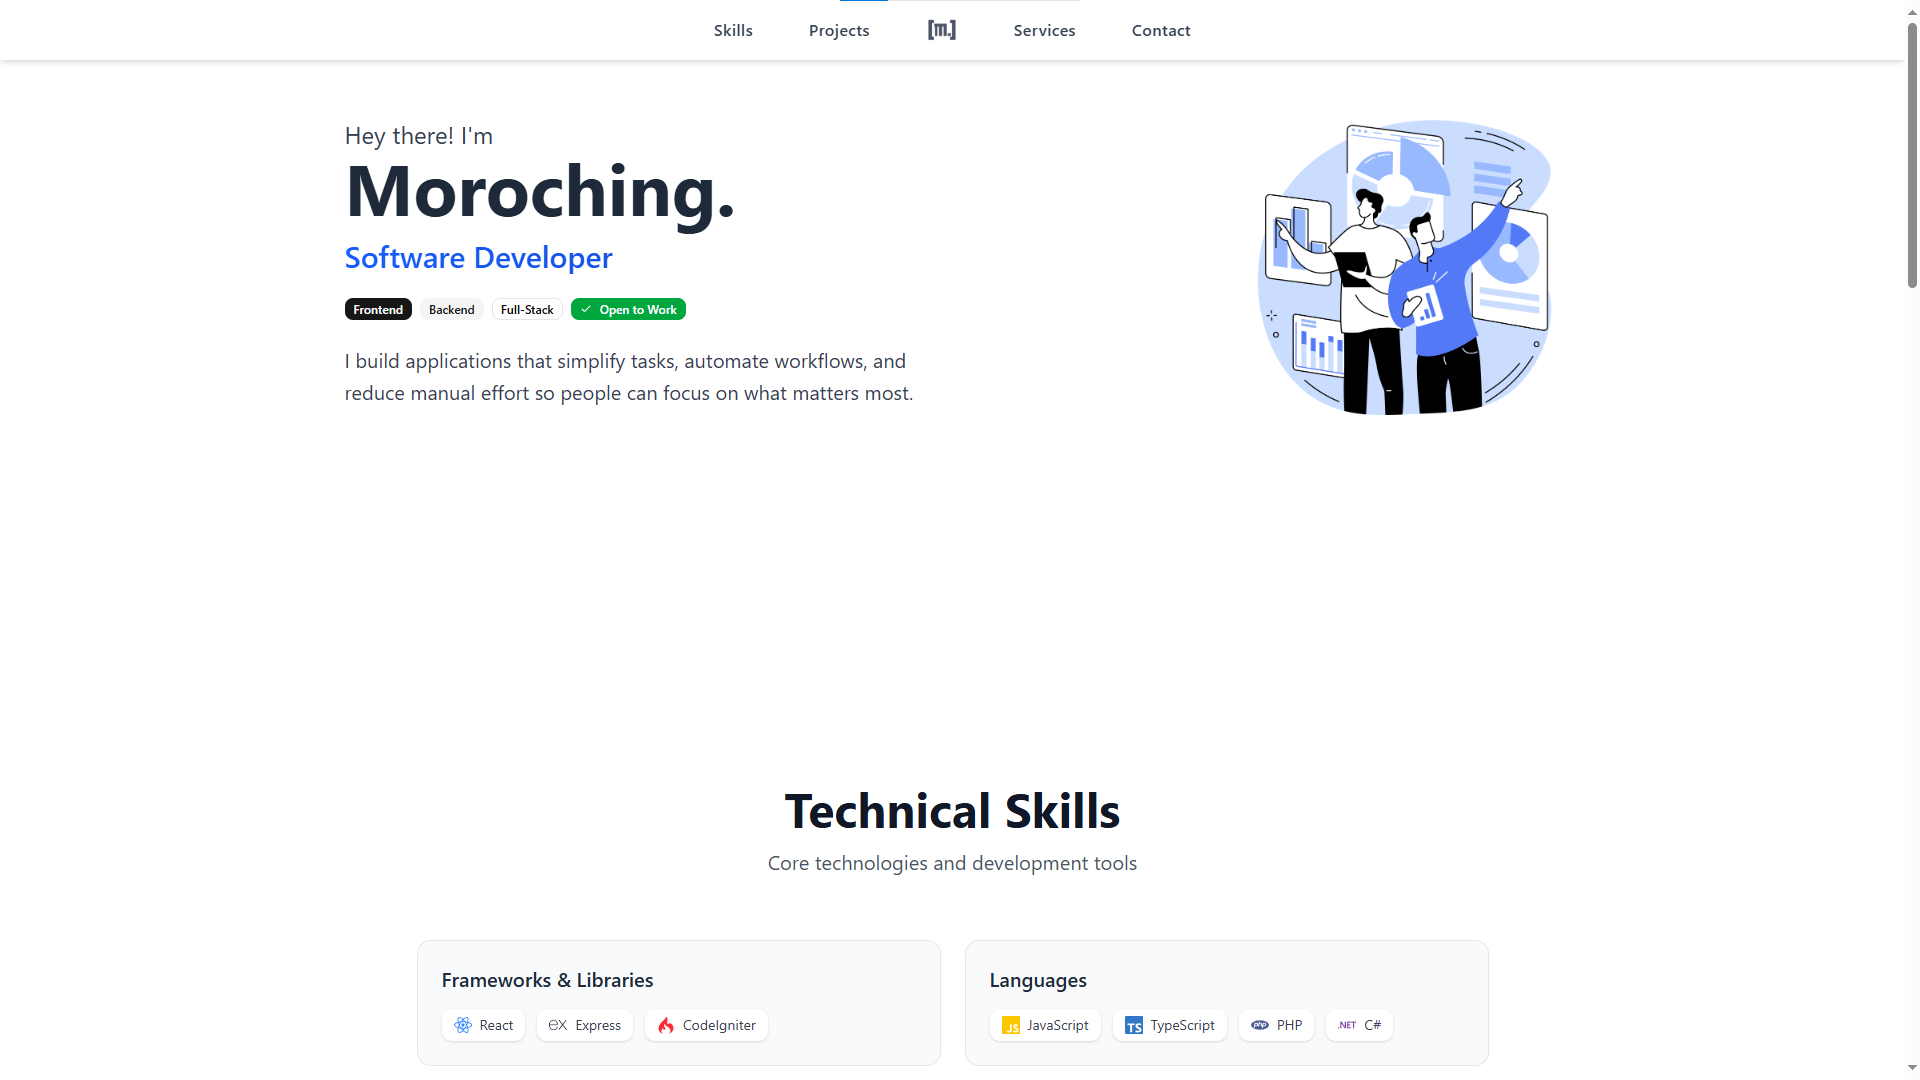 Skills
Projects
[m.]
Services
Contact
Hey there! I'm
Moroching.
Software Developer
Frontend
Backend
Full-Stack
Open to Work
I build applications that simplify tasks, automate workflows, and
reduce manual effort so people can focus on what matters most.
Technical Skills
Core technologies and development tools
Frameworks & Libraries
React
ex Express
CodeIgniter
Languages
JS JavaScript
TS TypeScript
php PHP
.NET C#